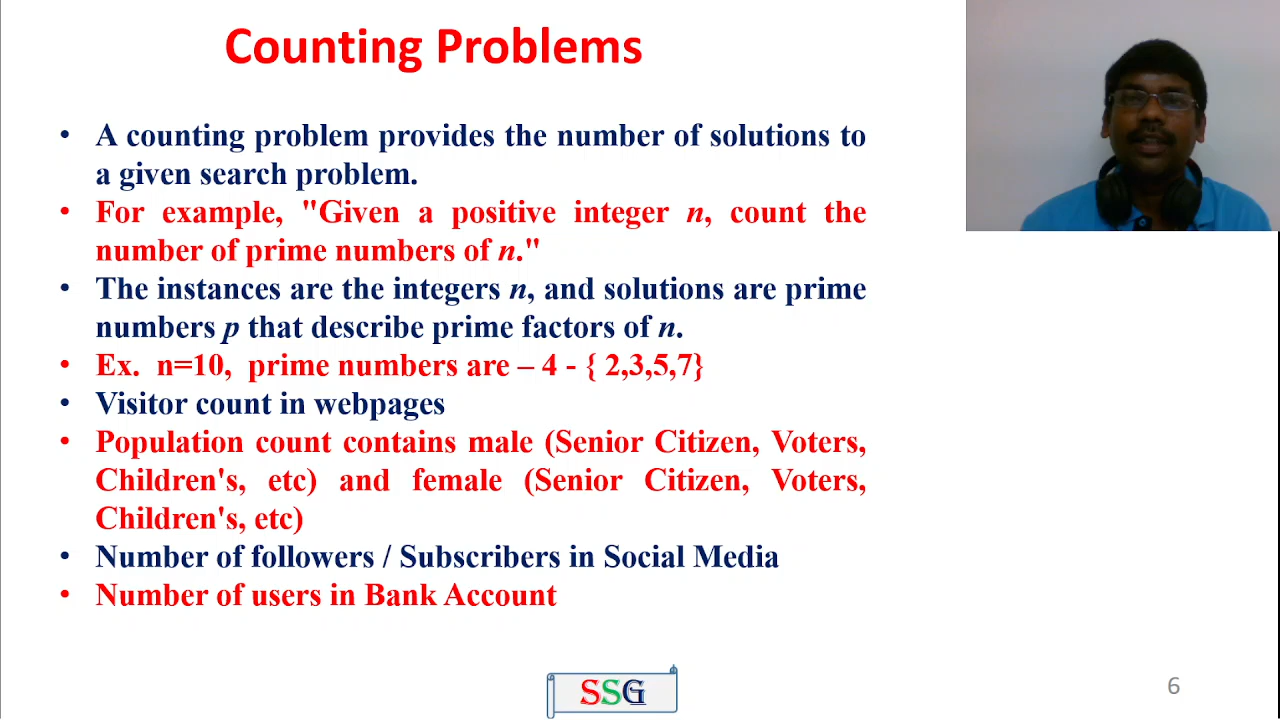 Counting Problems
• A counting problem provides the number of solutions to
a given search problem.
• For example, "Given a positive integer n, count the
number of prime numbers of n."
• The instances are the integers n, and solutions are prime
numbers p that describe prime factors of n.
• Ex. n=10, prime numbers are – 4 - { 2,3,5,7}
• Visitor count in webpages
• Population count contains male (Senior Citizen, Voters,
Children's, etc) and female (Senior Citizen, Voters,
Children's, etc)
• Number of followers / Subscribers in Social Media
• Number of users in Bank Account
SSG
6